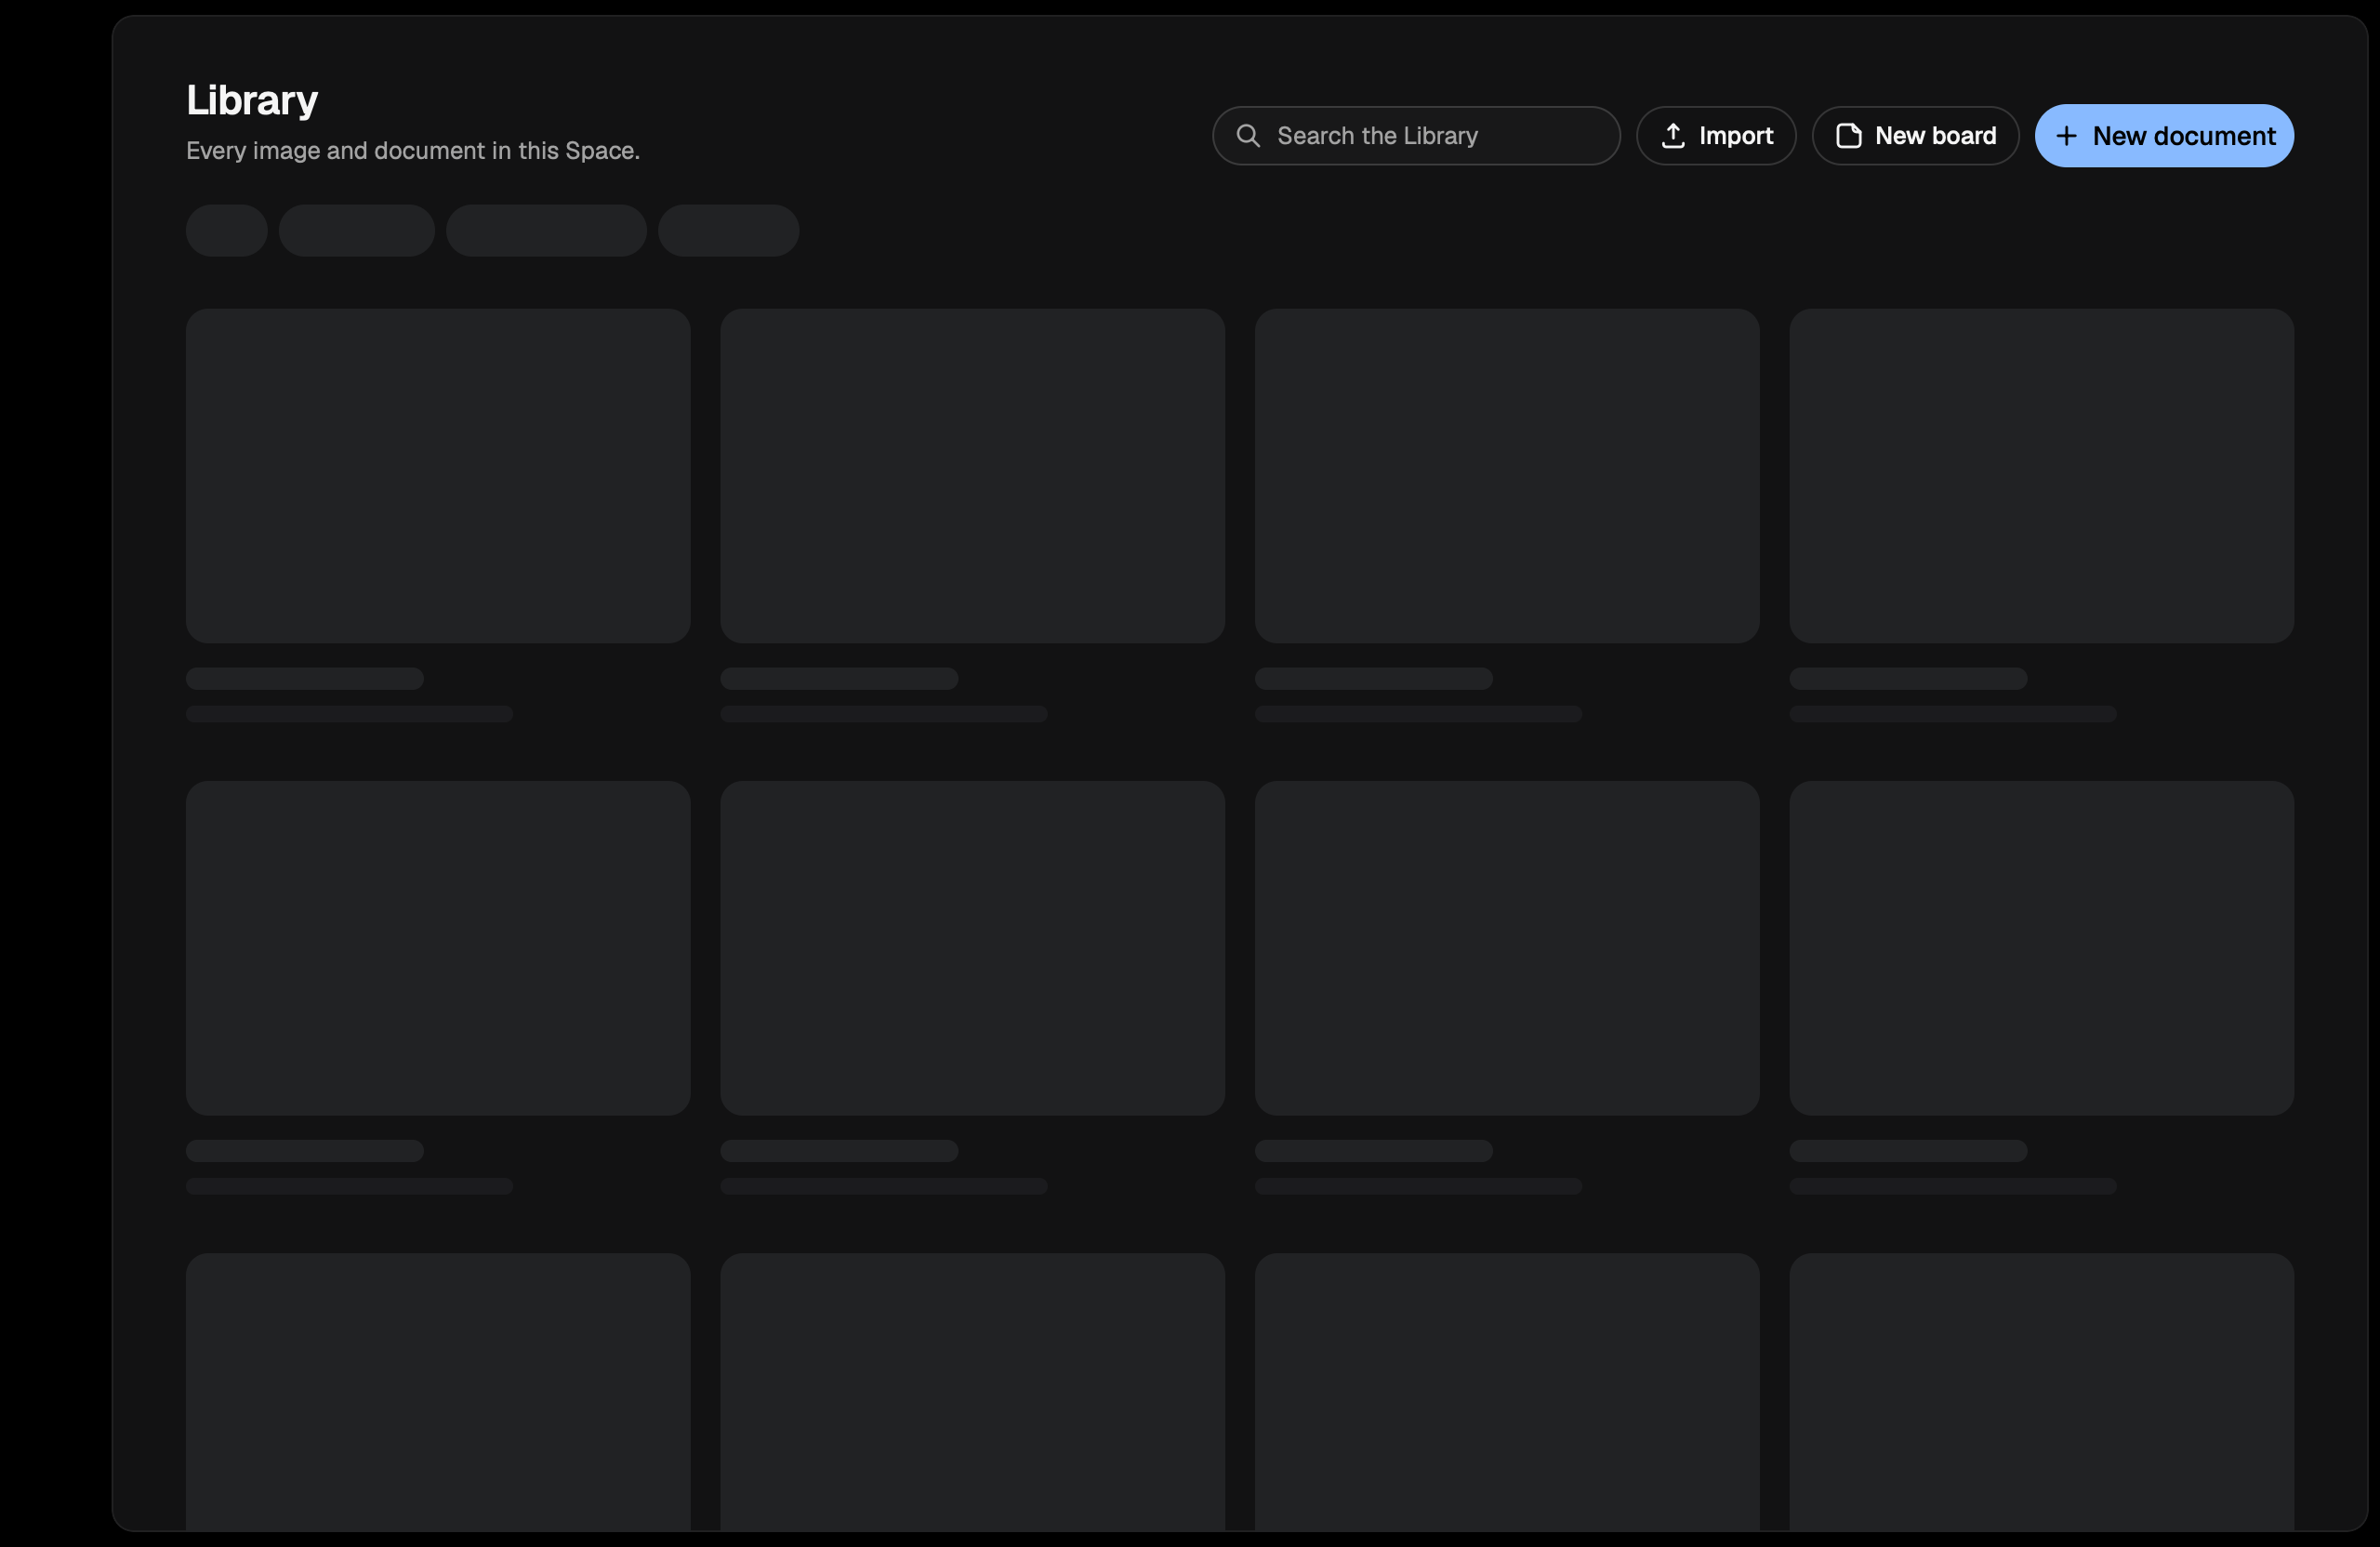 Library
Every image and document in this Space.
Search the Library
Import
New board
New document